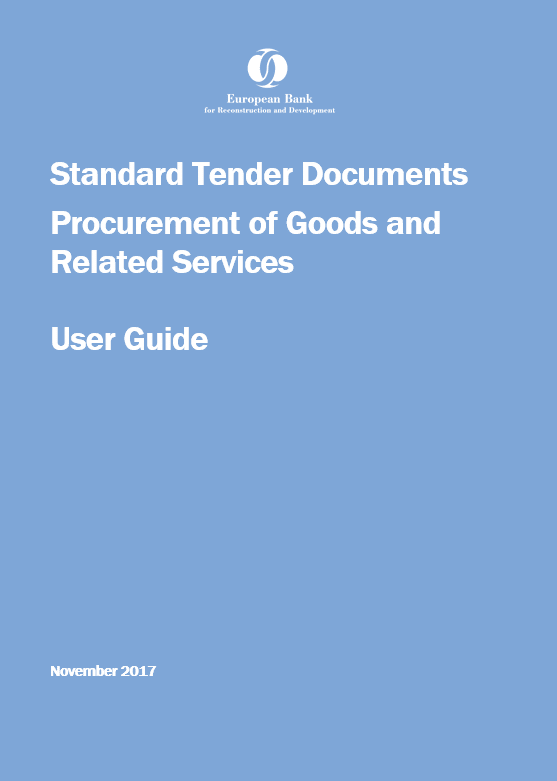 European Bank
for Reconstruction and Development
Standard Tender Documents
Procurement of Goods and
Related Services
User Guide
November 2017